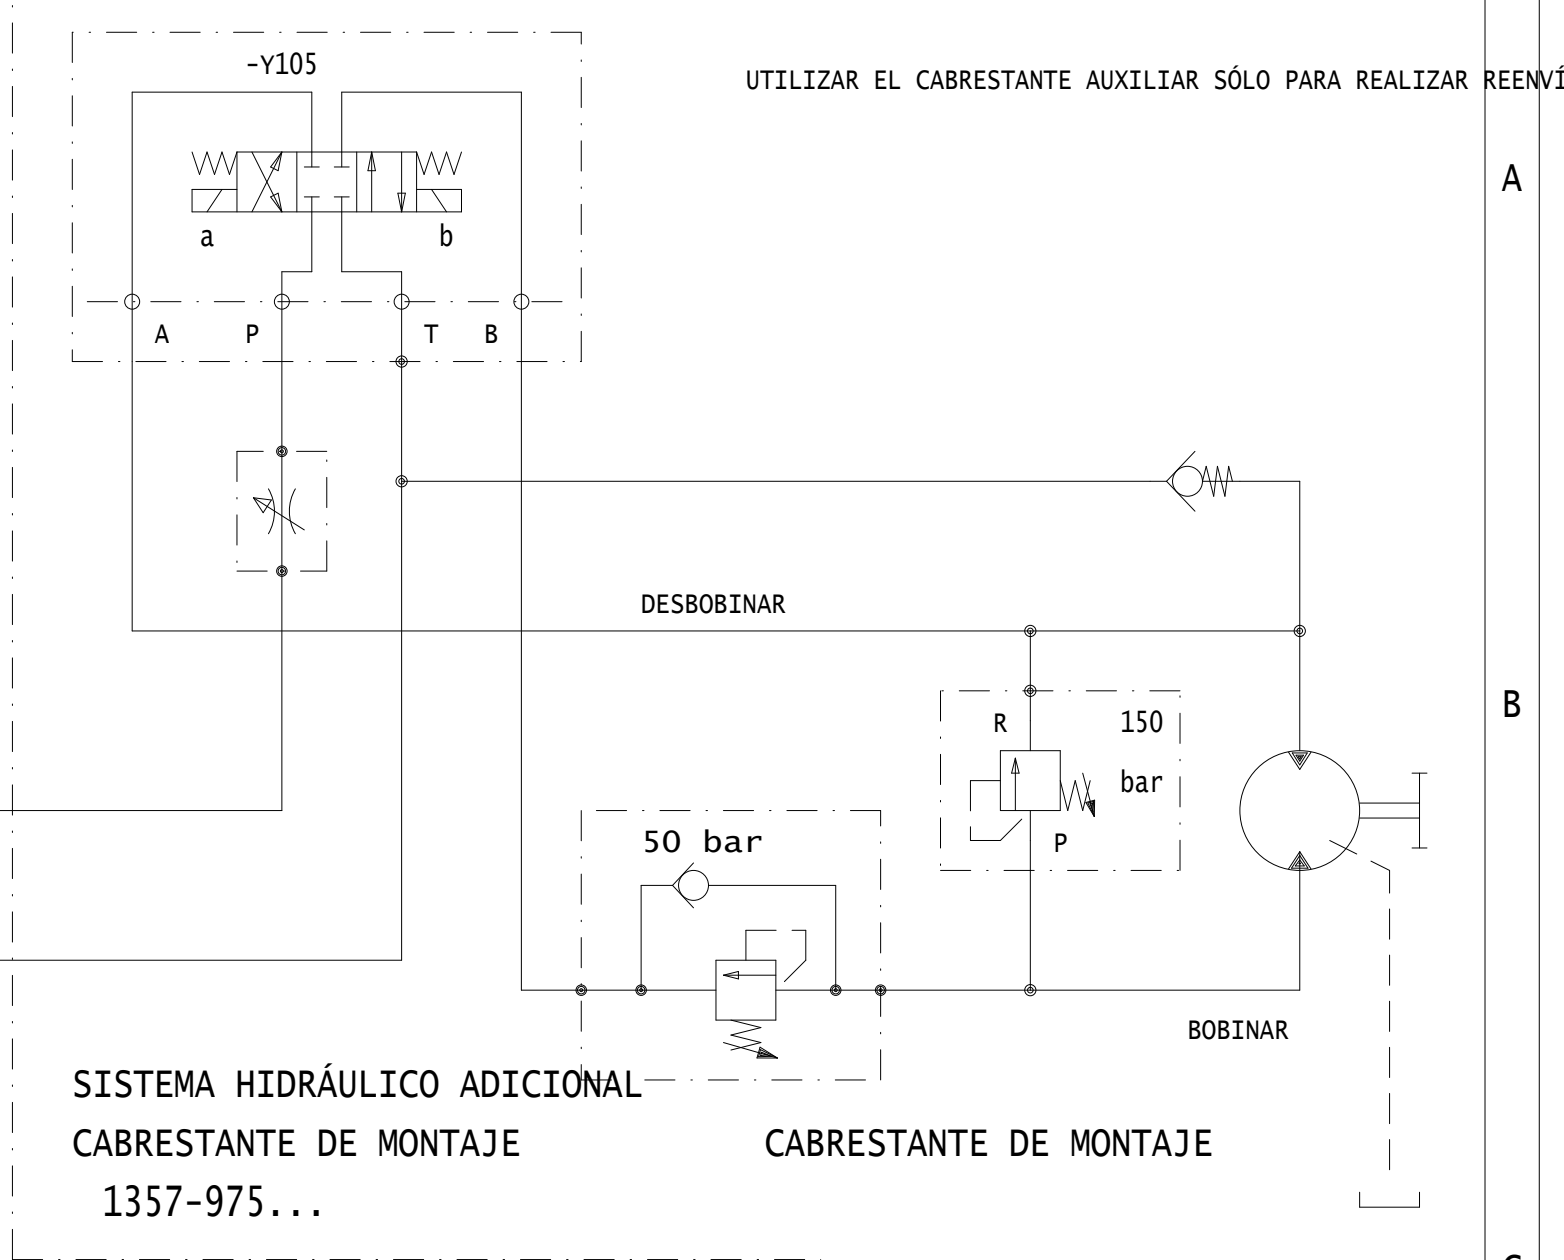 -Y105
UTILIZAR EL CABRESTANTE AUXILIAR SÓLO PARA REALIZAR REENVÍ
A
a b
A P T B
DESBOBINAR
B
R 150
bar
P
50 bar
BOBINAR
SISTEMA HIDRÁULICO ADICIONAL
CABRESTANTE DE MONTAJE CABRESTANTE DE MONTAJE
1357-975...